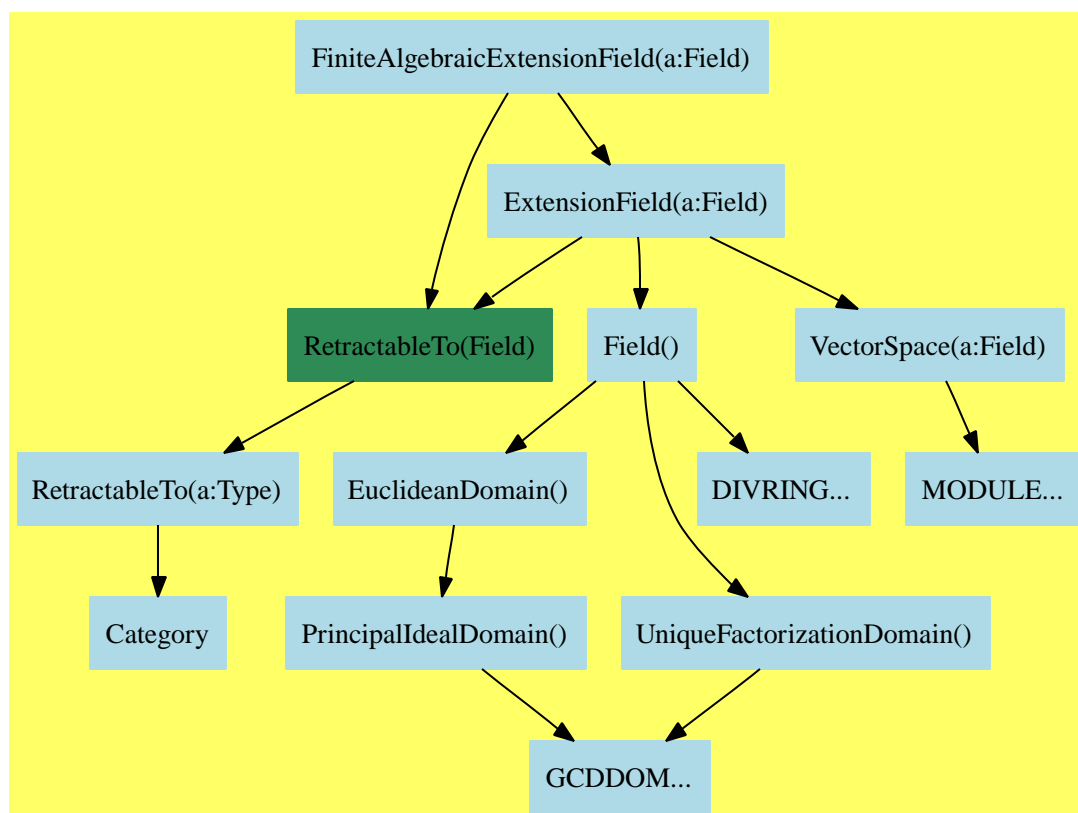 FiniteAlgebraicExtensionField(a:Field)
ExtensionField(a:Field)
RetractableTo(Field)
Field()
VectorSpace(a:Field)
RetractableTo(a:Type)
EuclideanDomain()
DIVRING...
MODULE...
Category
PrincipalIdealDomain()
UniqueFactorizationDomain()
GCDDOM...